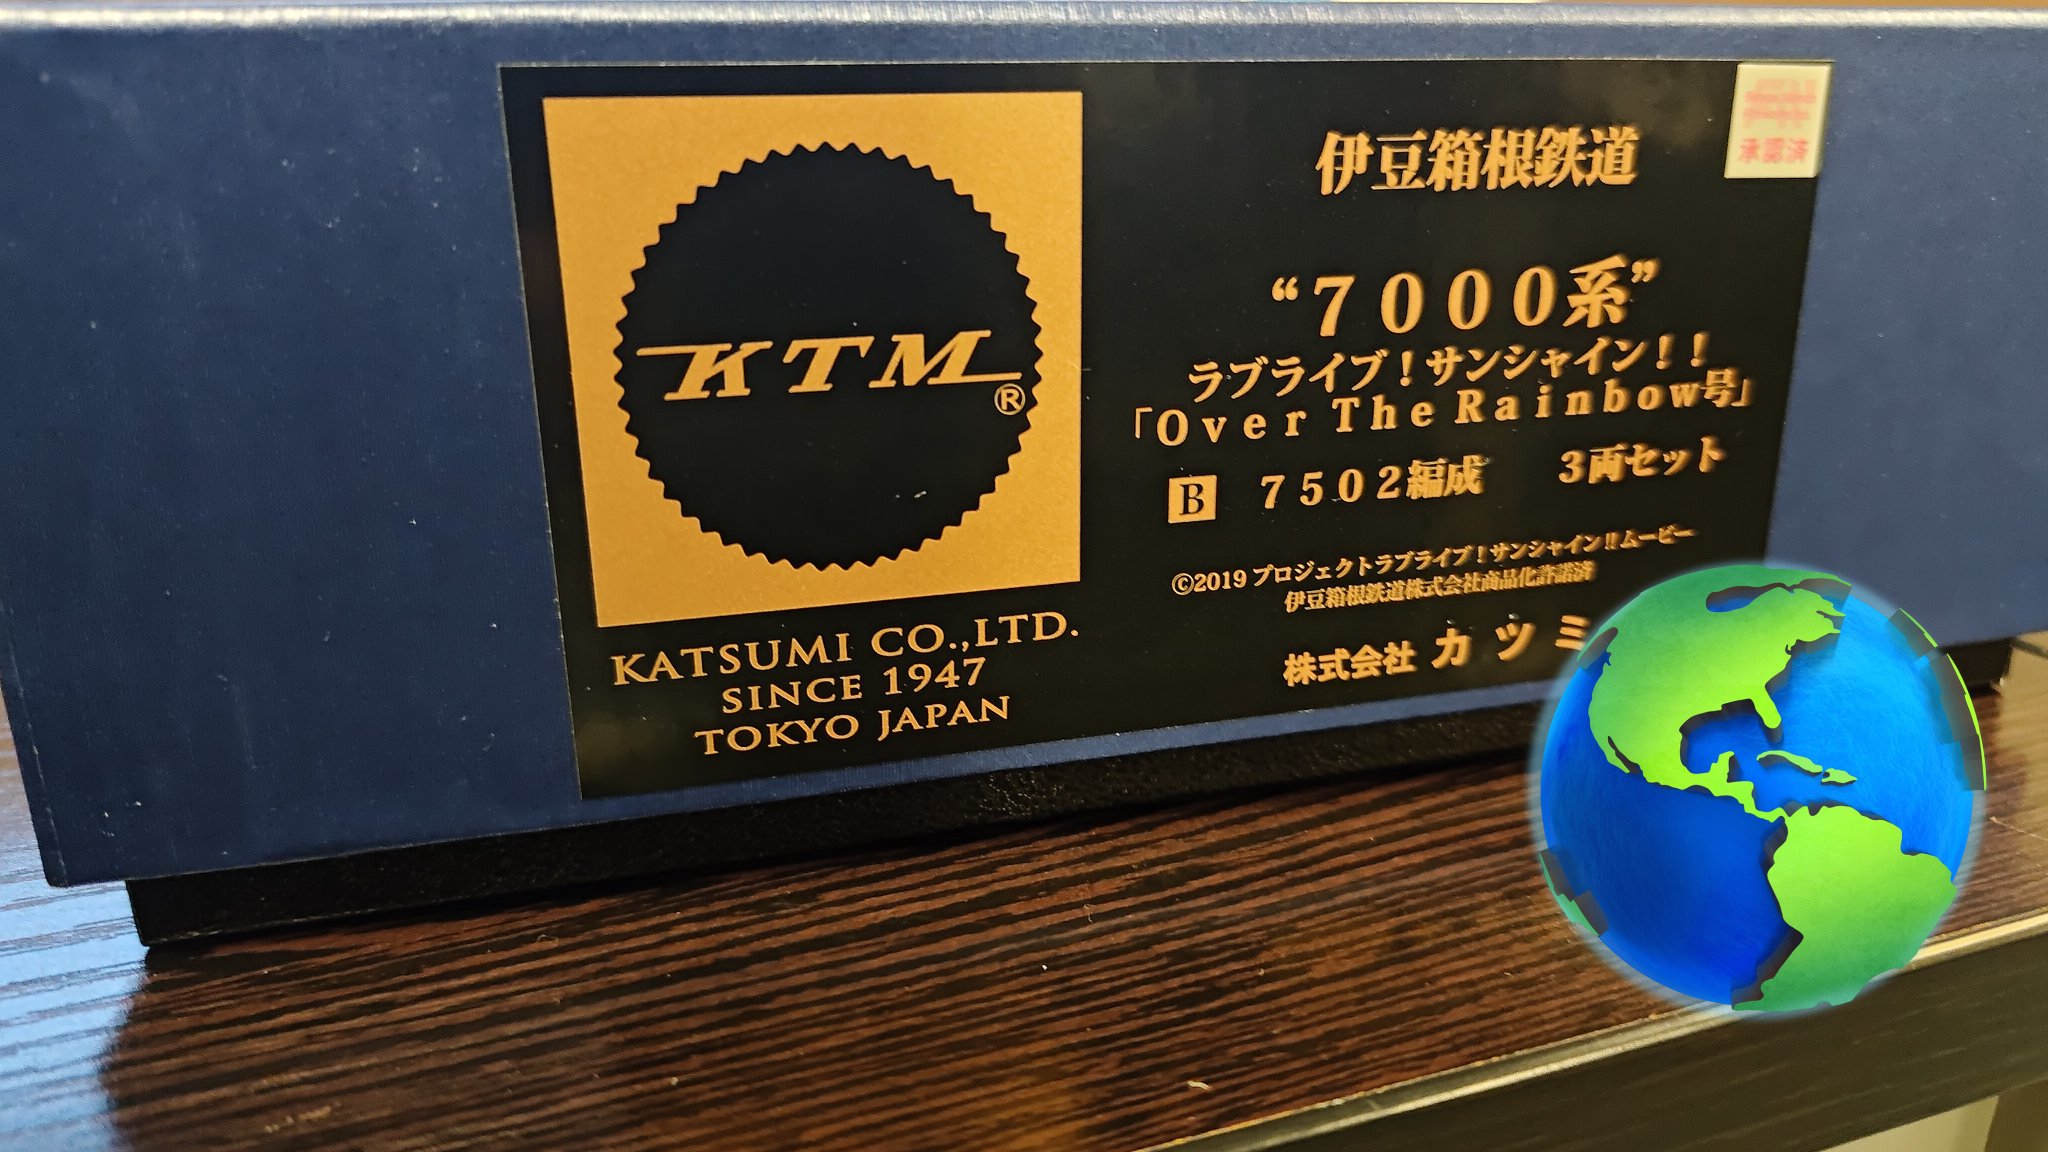 KTM
®
KATSUMI CO.,LTD.
SINCE 1947
TOKYO JAPAN
伊豆箱根鉄道
“7000系”
ラブライブ！サンシャイン！！
「Over The Rainbow号」
B 7502編成 3両セット
©2019 プロジェクトラブライブ！サンシャイン!!ムービー
伊豆箱根鉄道株式会社商品化許諾済
株式会社 カツミ
承認済